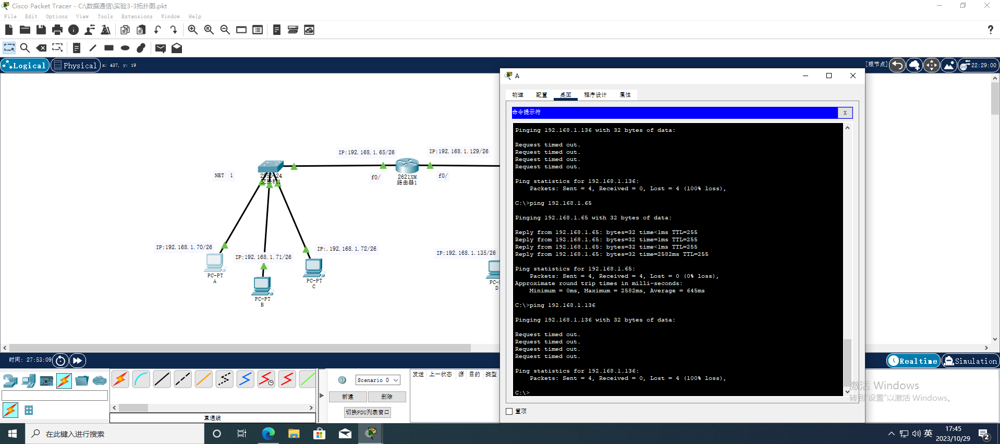 Cisco Packet Tracer - C:\数据通信\实验3-3拓扑图.pkt
File Edit Options View Tools Extensions Window Help
Logical
Physical
x: 437, y: 19
[根节点]
22:29:00
NET 1
2950-24
交换机1
IP:192.168.1.65/26
f0/
2621XM
路由器1
IP:192.168.1.129/26
f0/
IP:192.168.1.70/26
PC-PT
A
IP:192.168.1.71/26
PC-PT
B
IP:.192.168.1.72/26
PC-PT
C
IP:192.168.1.135/26
PC-
D
A
物理 配置 桌面 程序设计 属性
命令提示符
X
Pinging 192.168.1.136 with 32 bytes of data:
Request timed out.
Request timed out.
Request timed out.
Request timed out.
Ping statistics for 192.168.1.136:
Packets: Sent = 4, Received = 0, Lost = 4 (100% loss),
C:\>ping 192.168.1.65
Pinging 192.168.1.65 with 32 bytes of data:
Reply from 192.168.1.65: bytes=32 time<1ms TTL=255
Reply from 192.168.1.65: bytes=32 time=1ms TTL=255
Reply from 192.168.1.65: bytes=32 time<1ms TTL=255
Reply from 192.168.1.65: bytes=32 time=2582ms TTL=255
Ping statistics for 192.168.1.65:
Packets: Sent = 4, Received = 4, Lost = 0 (0% loss),
Approximate round trip times in milli-seconds:
Minimum = 0ms, Maximum = 2582ms, Average = 645ms
C:\>ping 192.168.1.136
Pinging 192.168.1.136 with 32 bytes of data:
Request timed out.
Request timed out.
Request timed out.
Request timed out.
Ping statistics for 192.168.1.136:
Packets: Sent = 4, Received = 0, Lost = 4 (100% loss),
C:\>
置顶
时间: 27:53:09
Realtime
Simulation
直通线
Scenario 0
新建
删除
切换PDU列表窗口
发送 上一状态 源 目的 类型
激活 Windows
转到"设置"以激活 Windows。
在此键入进行搜索
英
17:45
2023/10/29
2